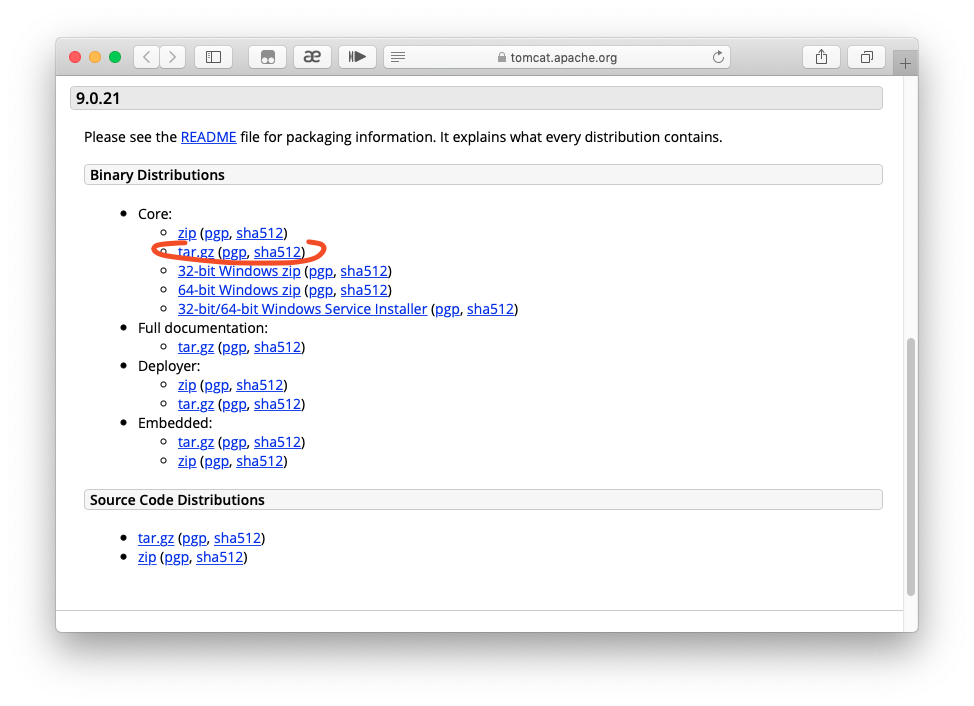 æ
tomcat.apache.org
9.0.21
Please see the README file for packaging information. It explains what every distribution contains.
Binary Distributions
Core:
zip (pgp, sha512)
tar.gz (pgp, sha512)
32-bit Windows zip (pgp, sha512)
64-bit Windows zip (pgp, sha512)
32-bit/64-bit Windows Service Installer (pgp, sha512)
Full documentation:
tar.gz (pgp, sha512)
Deployer:
zip (pgp, sha512)
tar.gz (pgp, sha512)
Embedded:
tar.gz (pgp, sha512)
zip (pgp, sha512)
Source Code Distributions
tar.gz (pgp, sha512)
zip (pgp, sha512)